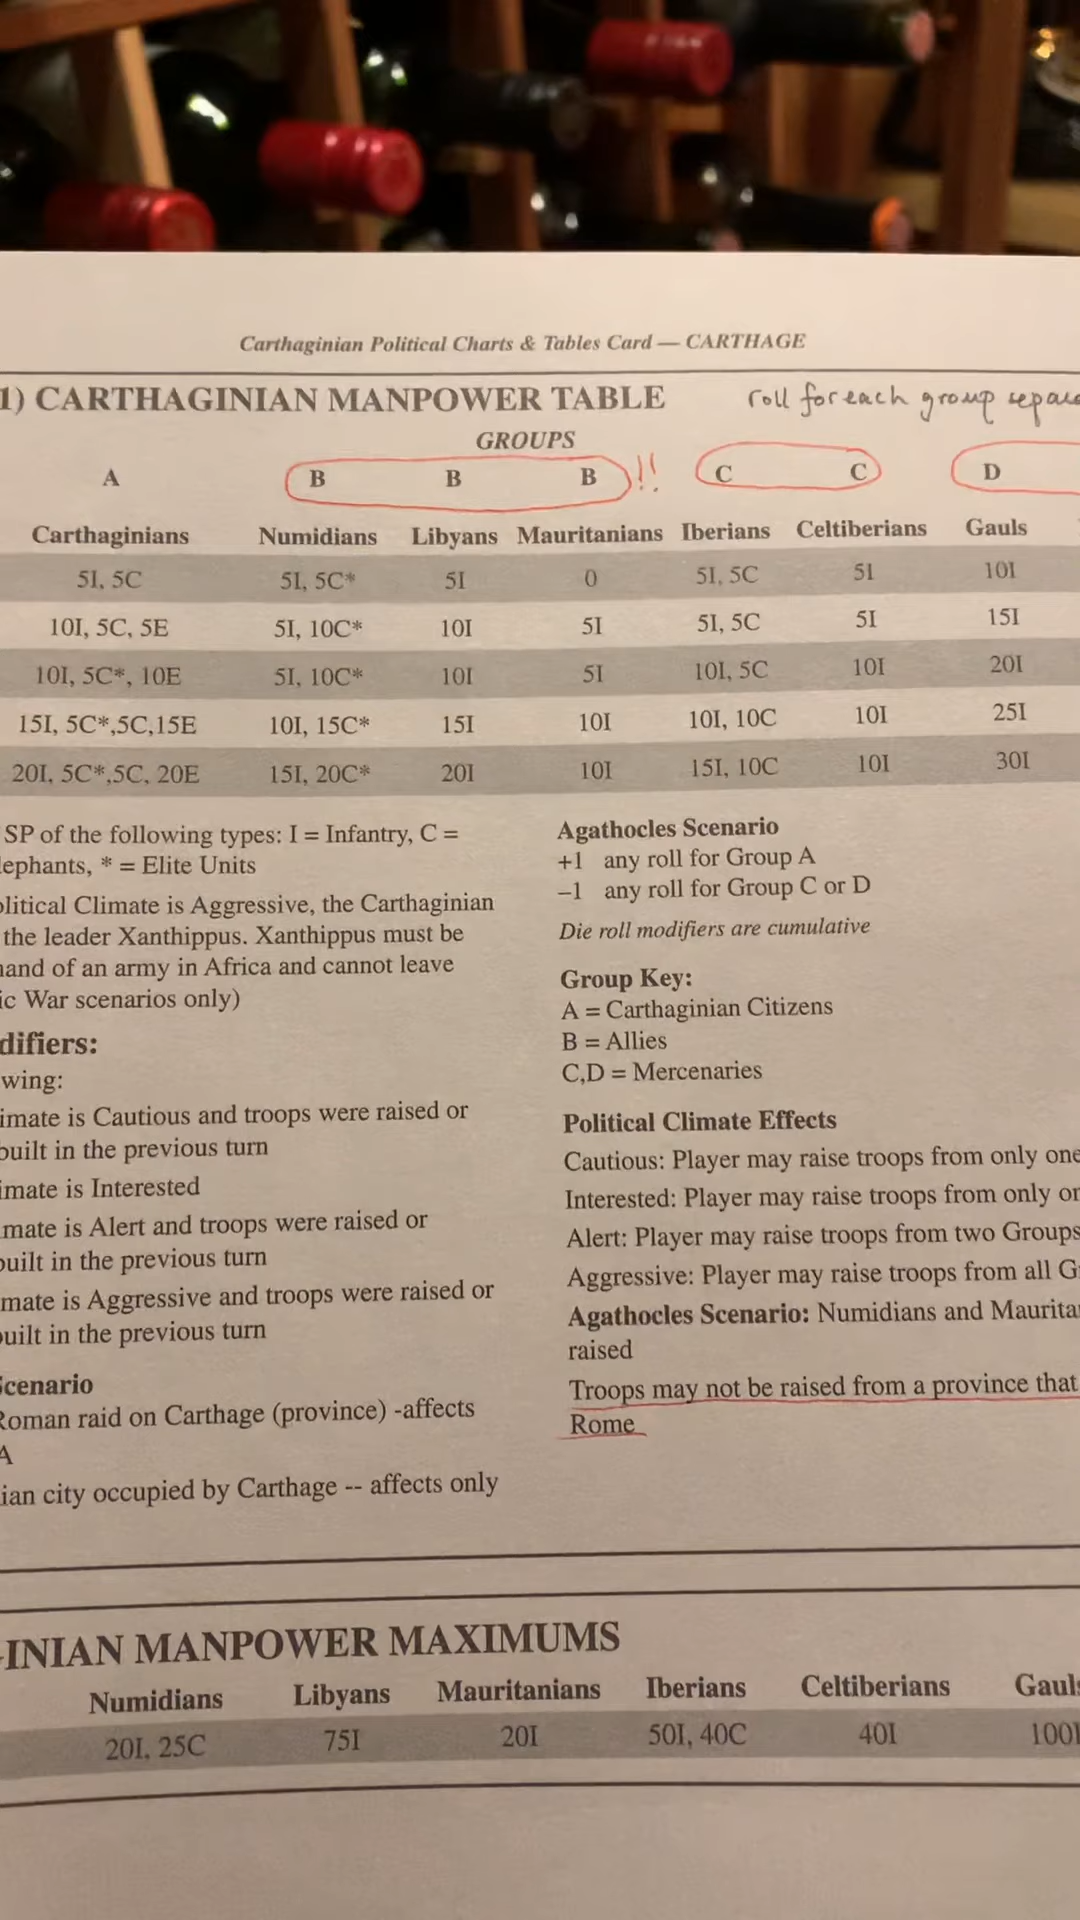 Carthaginian Political Charts & Tables Card — CARTHAGE
1) CARTHAGINIAN MANPOWER TABLE
roll for each group
GROUPS
A B B B !! C C D
Carthaginians Numidians Libyans Mauritanians Iberians Celtiberians Gauls
5I, 5C 5I, 5C* 5I 0 5I, 5C 5I 10I
10I, 5C, 5E 5I, 10C* 10I 5I 5I, 5C 5I 15I
10I, 5C*, 10E 5I, 10C* 10I 5I 10I, 5C 10I 20I
15I, 5C*,5C,15E 10I, 15C* 15I 10I 10I, 10C 10I 25I
20I, 5C*,5C, 20E 15I, 20C* 20I 10I 15I, 10C 10I 30I
SP of the following types: I = Infantry, C =
lephants, * = Elite Units
olitical Climate is Aggressive, the Carthaginian
the leader Xanthippus. Xanthippus must be
nand of an army in Africa and cannot leave
ic War scenarios only)
difiers:
wing:
imate is Cautious and troops were raised or
built in the previous turn
imate is Interested
mate is Alert and troops were raised or
built in the previous turn
mate is Aggressive and troops were raised or
uilt in the previous turn
Scenario
Roman raid on Carthage (province) -affects
A
ian city occupied by Carthage -- affects only
Agathocles Scenario
+1 any roll for Group A
–1 any roll for Group C or D
Die roll modifiers are cumulative
Group Key:
A = Carthaginian Citizens
B = Allies
C,D = Mercenaries
Political Climate Effects
Cautious: Player may raise troops from only one
Interested: Player may raise troops from only on
Alert: Player may raise troops from two Groups
Aggressive: Player may raise troops from all G
Agathocles Scenario: Numidians and Maurita
raised
Troops may not be raised from a province that
Rome
INIAN MANPOWER MAXIMUMS
Numidians Libyans Mauritanians Iberians Celtiberians Gauls
20I, 25C 75I 20I 50I, 40C 40I 100I